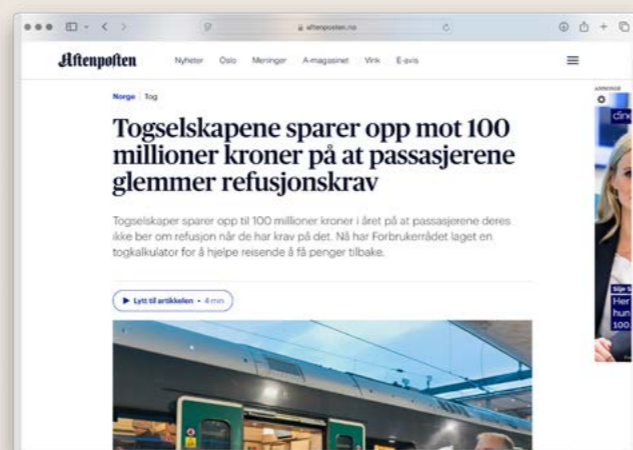 aftenposten.no
Aftenposten
Nyheter Oslo Meninger A-magasinet Vink E-avis
ANNONSE
Norge Tog
Togselskapene sparer opp mot 100
millioner kroner på at passasjerene
glemmer refusjonskrav
Togselskaper sparer opp til 100 millioner kroner i året på at passasjerene deres
ikke ber om refusjon når de har krav på det. Nå har Forbrukerrådet laget en
togkalkulator for å hjelpe reisende å få penger tilbake.
Lytt til artikkelen • 4 min
Her
hun
100.